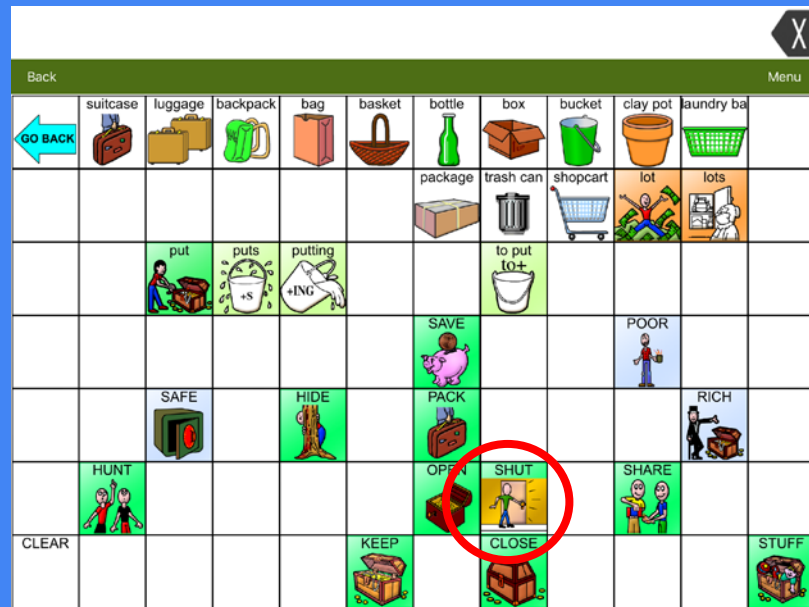 X
Back Menu
GO BACK suitcase luggage backpack bag basket bottle box bucket clay pot laundry ba
package trash can shopcart lot lots
put puts putting to put
+S +ING to+
SAVE POOR
SAFE HIDE PACK RICH
HUNT OPEN SHUT SHARE
CLEAR KEEP CLOSE STUFF